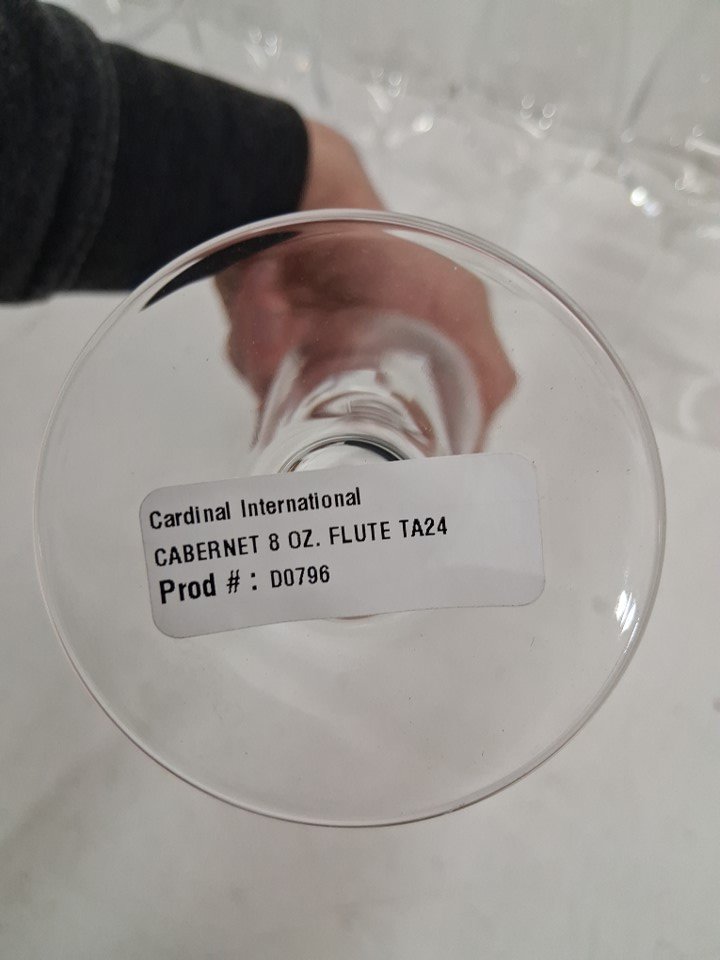 Cardinal International
CABERNET 8 OZ. FLUTE TA24
Prod # : D0796